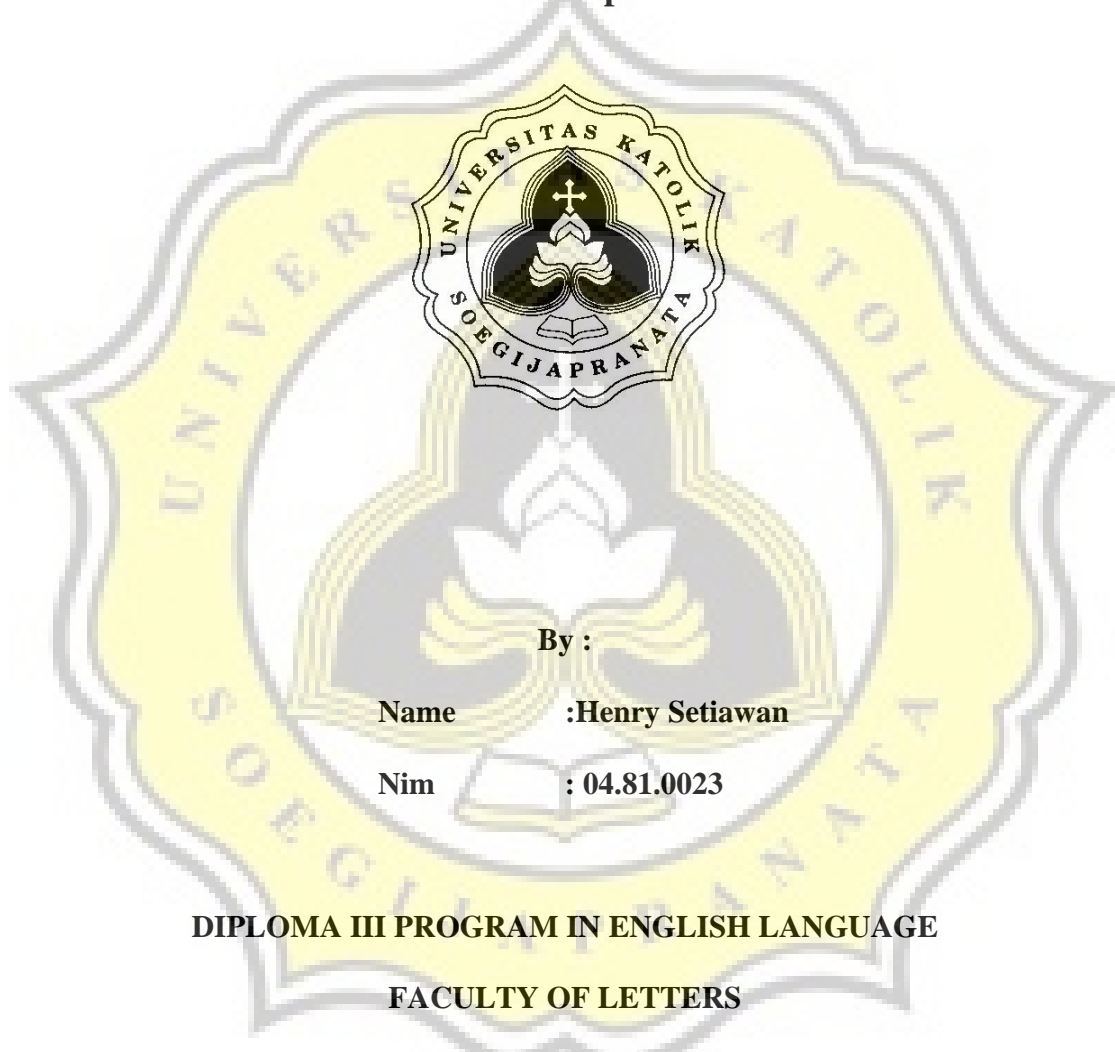 UNIVERSITAS KATOLIK
SOEGIJAPRANATA
By :
Name :Henry Setiawan
Nim : 04.81.0023
DIPLOMA III PROGRAM IN ENGLISH LANGUAGE
FACULTY OF LETTERS